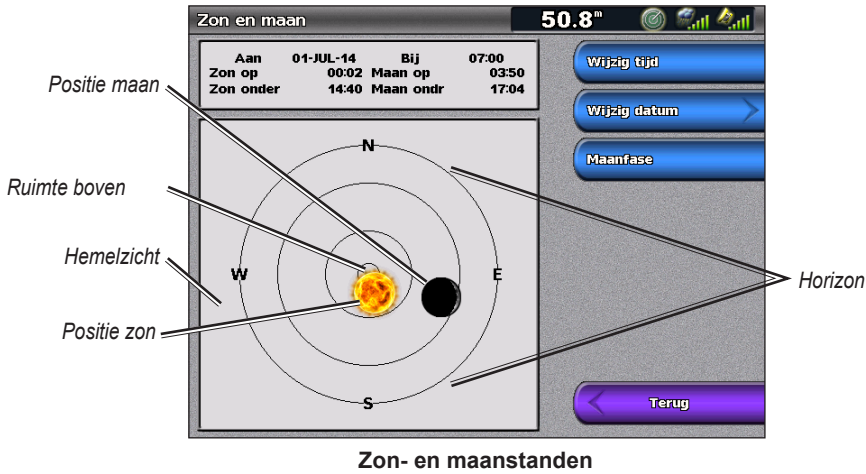 Zon en maan 50.8m
Aan 01-JUL-14 Bij 07:00
Zon op 00:02 Maan op 03:50
Zon onder 14:40 Maan ondr 17:04
Wijzig tijd
Wijzig datum
Maanfase
Positie maan
Ruimte boven
Hemelzicht
Positie zon
N
W
E
S
Horizon
Terug
Zon- en maanstanden